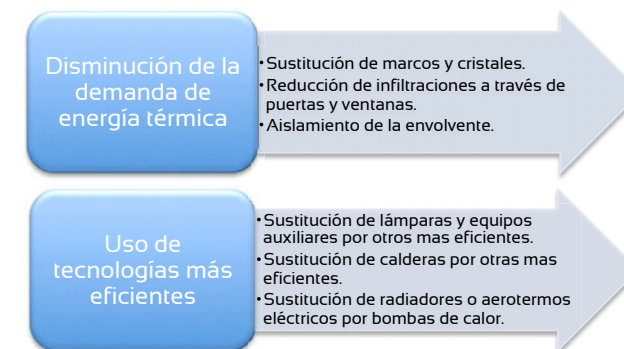 Disminución de la
demanda de
energía térmica
•Sustitución de marcos y cristales.
•Reducción de infiltraciones a través de
puertas y ventanas.
•Aislamiento de la envolvente.
Uso de
tecnologías más
eficientes
•Sustitución de lámparas y equipos
auxiliares por otros mas eficientes.
•Sustitución de calderas por otras mas
eficientes.
•Sustitución de radiadores o aerotermos
eléctricos por bombas de calor.